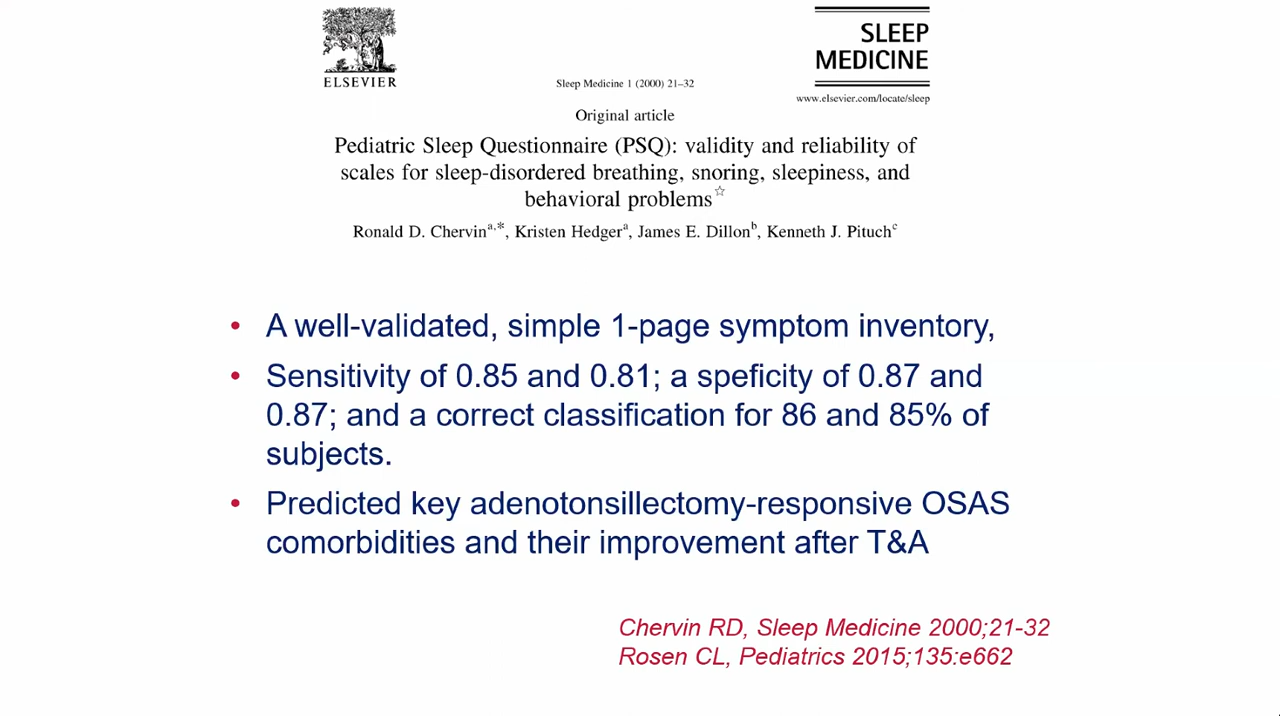 ELSEVIER
Sleep Medicine 1 (2000) 21–32
SLEEP
MEDICINE
www.elsevier.com/locate/sleep
Original article
Pediatric Sleep Questionnaire (PSQ): validity and reliability of
scales for sleep-disordered breathing, snoring, sleepiness, and
behavioral problems☆
Ronald D. Chervin a,*, Kristen Hedger a, James E. Dillon b, Kenneth J. Pituch c
• A well-validated, simple 1-page symptom inventory,
• Sensitivity of 0.85 and 0.81; a speficity of 0.87 and
0.87; and a correct classification for 86 and 85% of
subjects.
• Predicted key adenotonsillectomy-responsive OSAS
comorbidities and their improvement after T&A
Chervin RD, Sleep Medicine 2000;21-32
Rosen CL, Pediatrics 2015;135:e662